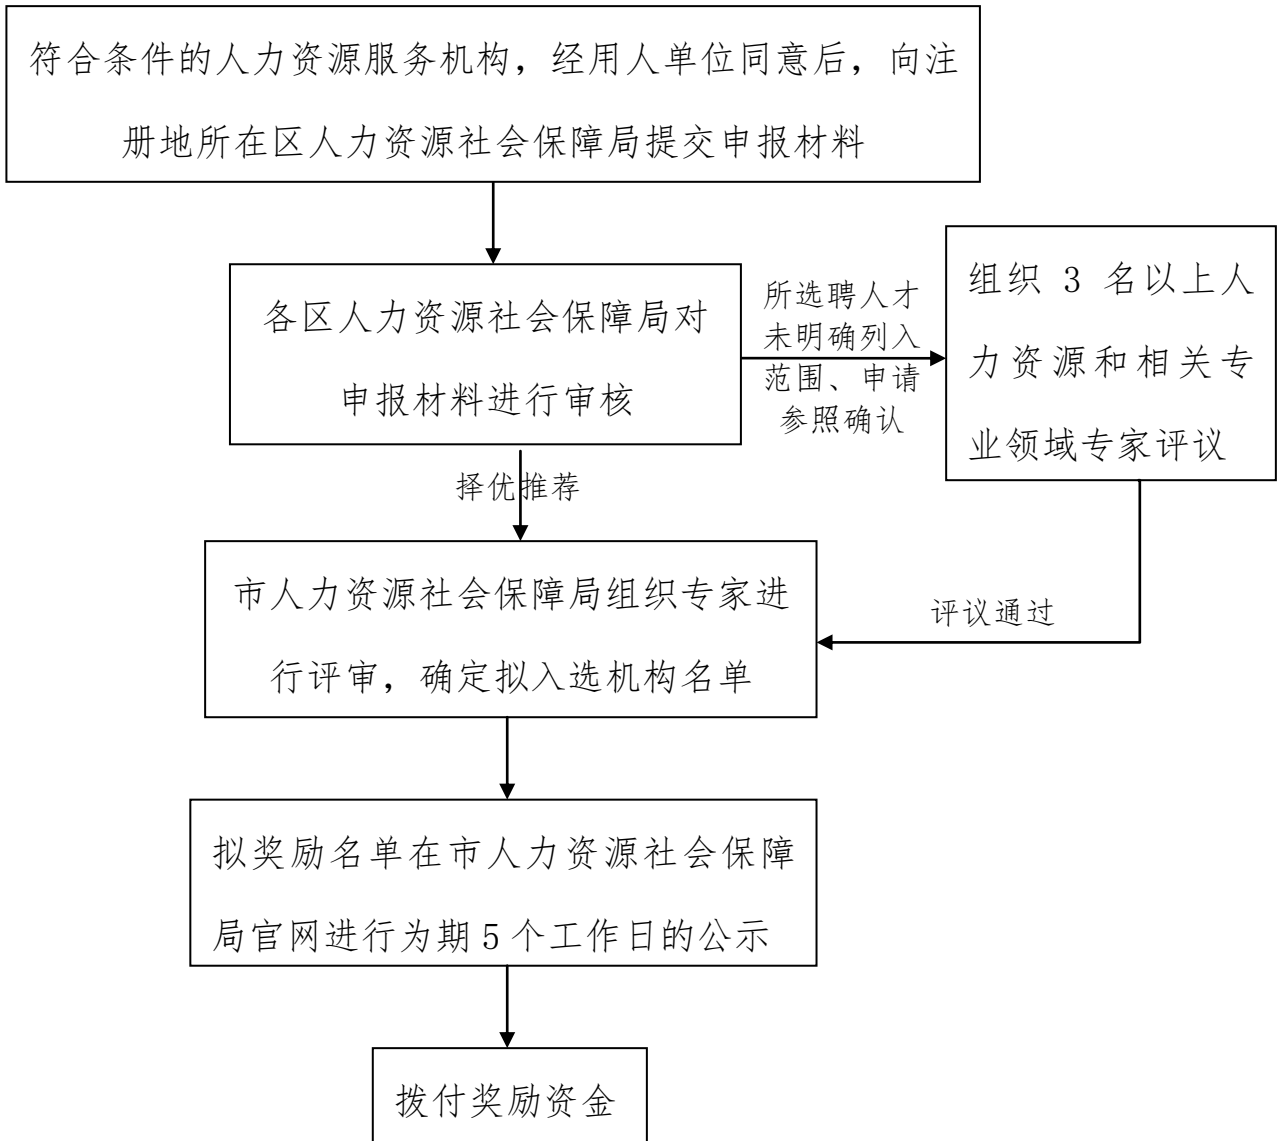 符合条件的人力资源服务机构，经用人单位同意后，向注
册地所在区人力资源社会保障局提交申报材料
各区人力资源社会保障局对
申报材料进行审核
所选聘人才
未明确列入
范围、申请
参照确认
组织 3 名以上人
力资源和相关专
业领域专家评议
择优推荐
市人力资源社会保障局组织专家进
行评审，确定拟入选机构名单
评议通过
拟奖励名单在市人力资源社会保障
局官网进行为期5个工作日的公示
拨付奖励资金